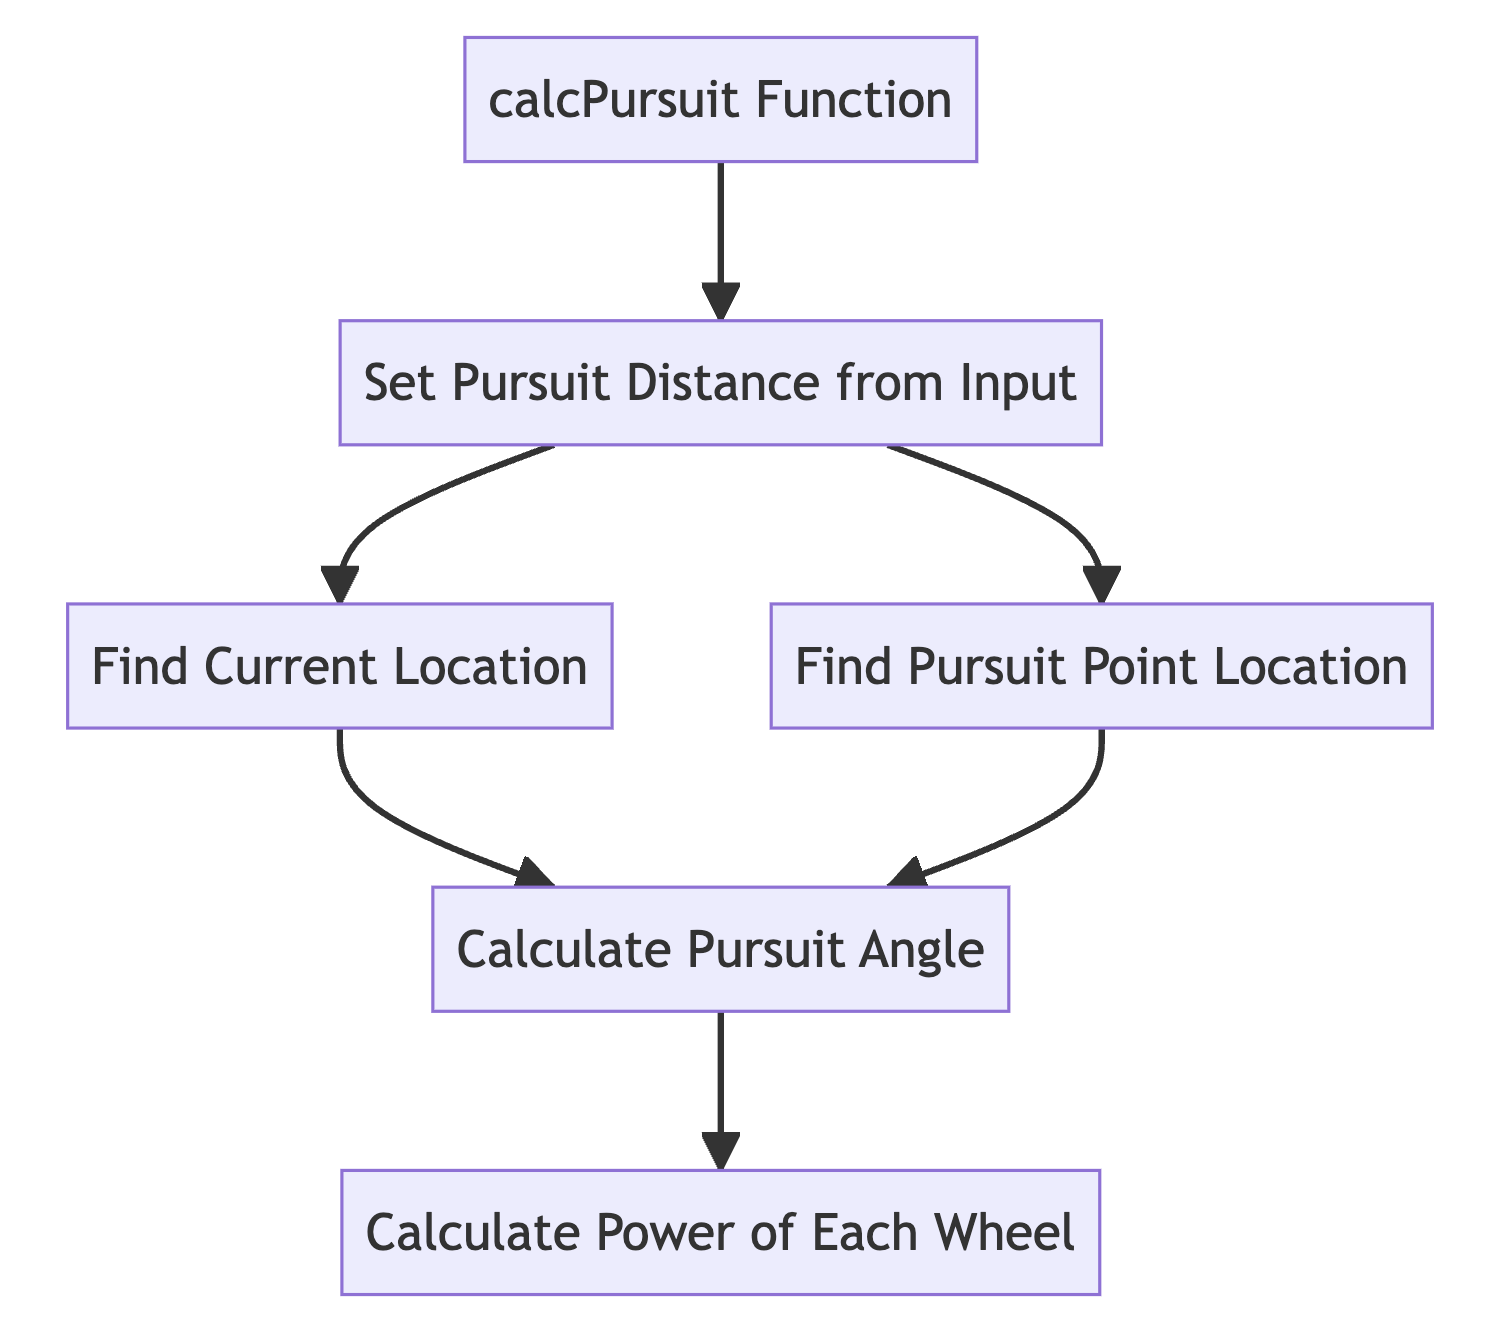 calcPursuit Function
Set Pursuit Distance from Input
Find Current Location
Find Pursuit Point Location
Calculate Pursuit Angle
Calculate Power of Each Wheel